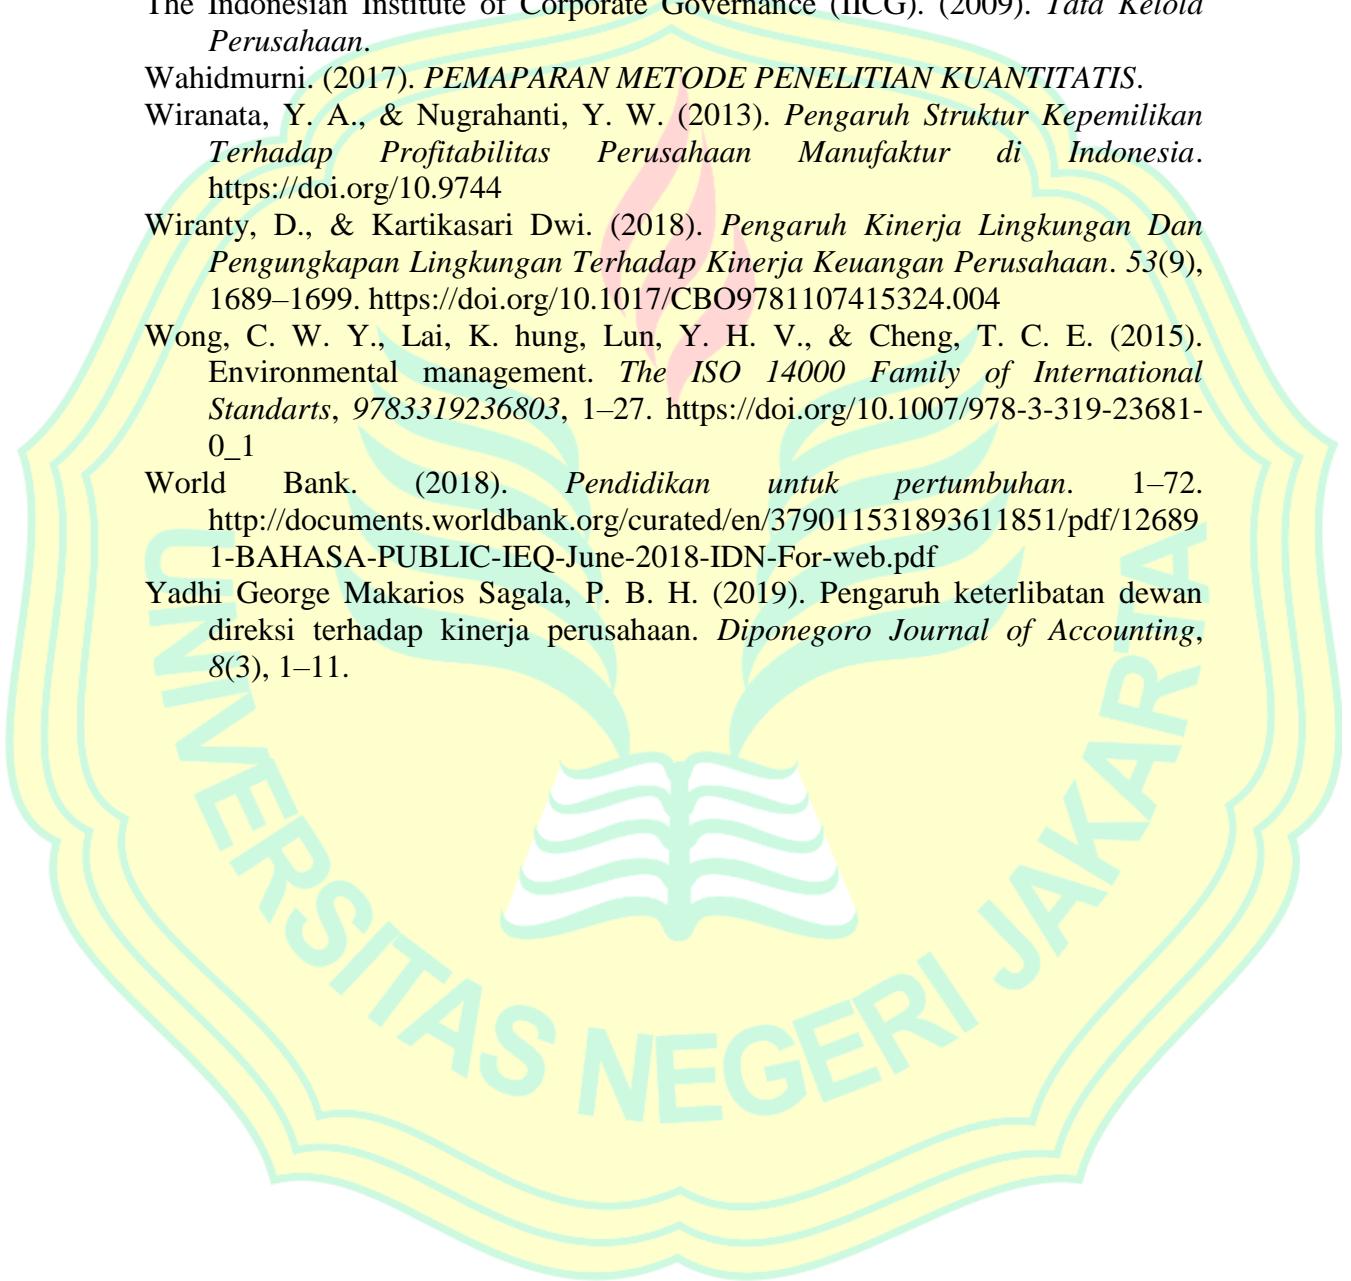 The Indonesian Institute of Corporate Governance (IICG). (2009). Tata Kelola
Perusahaan.
Wahidmurni. (2017). PEMAPARAN METODE PENELITIAN KUANTITATIS.
Wiranata, Y. A., & Nugrahanti, Y. W. (2013). Pengaruh Struktur Kepemilikan
Terhadap Profitabilitas Perusahaan Manufaktur di Indonesia.
https://doi.org/10.9744
Wiranty, D., & Kartikasari Dwi. (2018). Pengaruh Kinerja Lingkungan Dan
Pengungkapan Lingkungan Terhadap Kinerja Keuangan Perusahaan. 53(9),
1689–1699. https://doi.org/10.1017/CBO9781107415324.004
Wong, C. W. Y., Lai, K. hung, Lun, Y. H. V., & Cheng, T. C. E. (2015).
Environmental management. The ISO 14000 Family of International
Standarts, 9783319236803, 1–27. https://doi.org/10.1007/978-3-319-23681-
0_1
World Bank. (2018). Pendidikan untuk pertumbuhan. 1–72.
http://documents.worldbank.org/curated/en/379011531893611851/pdf/12689
1-BAHASA-PUBLIC-IEQ-June-2018-IDN-For-web.pdf
Yadhi George Makarios Sagala, P. B. H. (2019). Pengaruh keterlibatan dewan
direksi terhadap kinerja perusahaan. Diponegoro Journal of Accounting,
8(3), 1–11.
UNIVERSITAS NEGERI JAKARTA